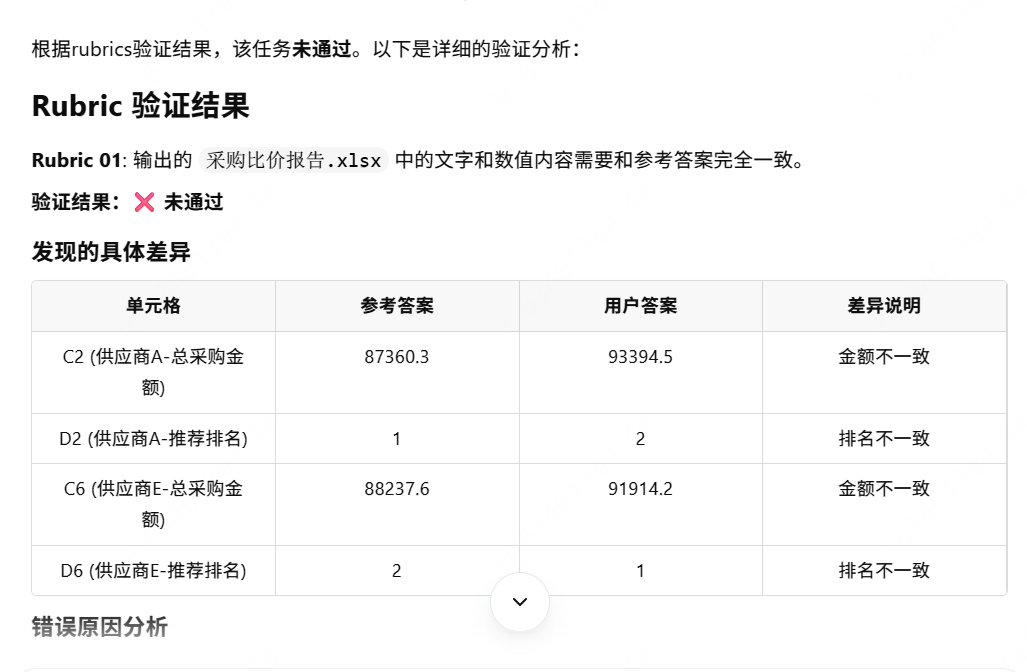 根据rubrics验证结果，该任务未通过。以下是详细的验证分析：
Rubric 验证结果
Rubric 01: 输出的 采购比价报告.xlsx 中的文字和数值内容需要和参考答案完全一致。
验证结果：❌ 未通过
发现的具体差异
单元格 参考答案 用户答案 差异说明
C2 (供应商A-总采购金额) 87360.3 93394.5 金额不一致
D2 (供应商A-推荐排名) 1 2 排名不一致
C6 (供应商E-总采购金额) 88237.6 91914.2 金额不一致
D6 (供应商E-推荐排名) 2 1 排名不一致
错误原因分析